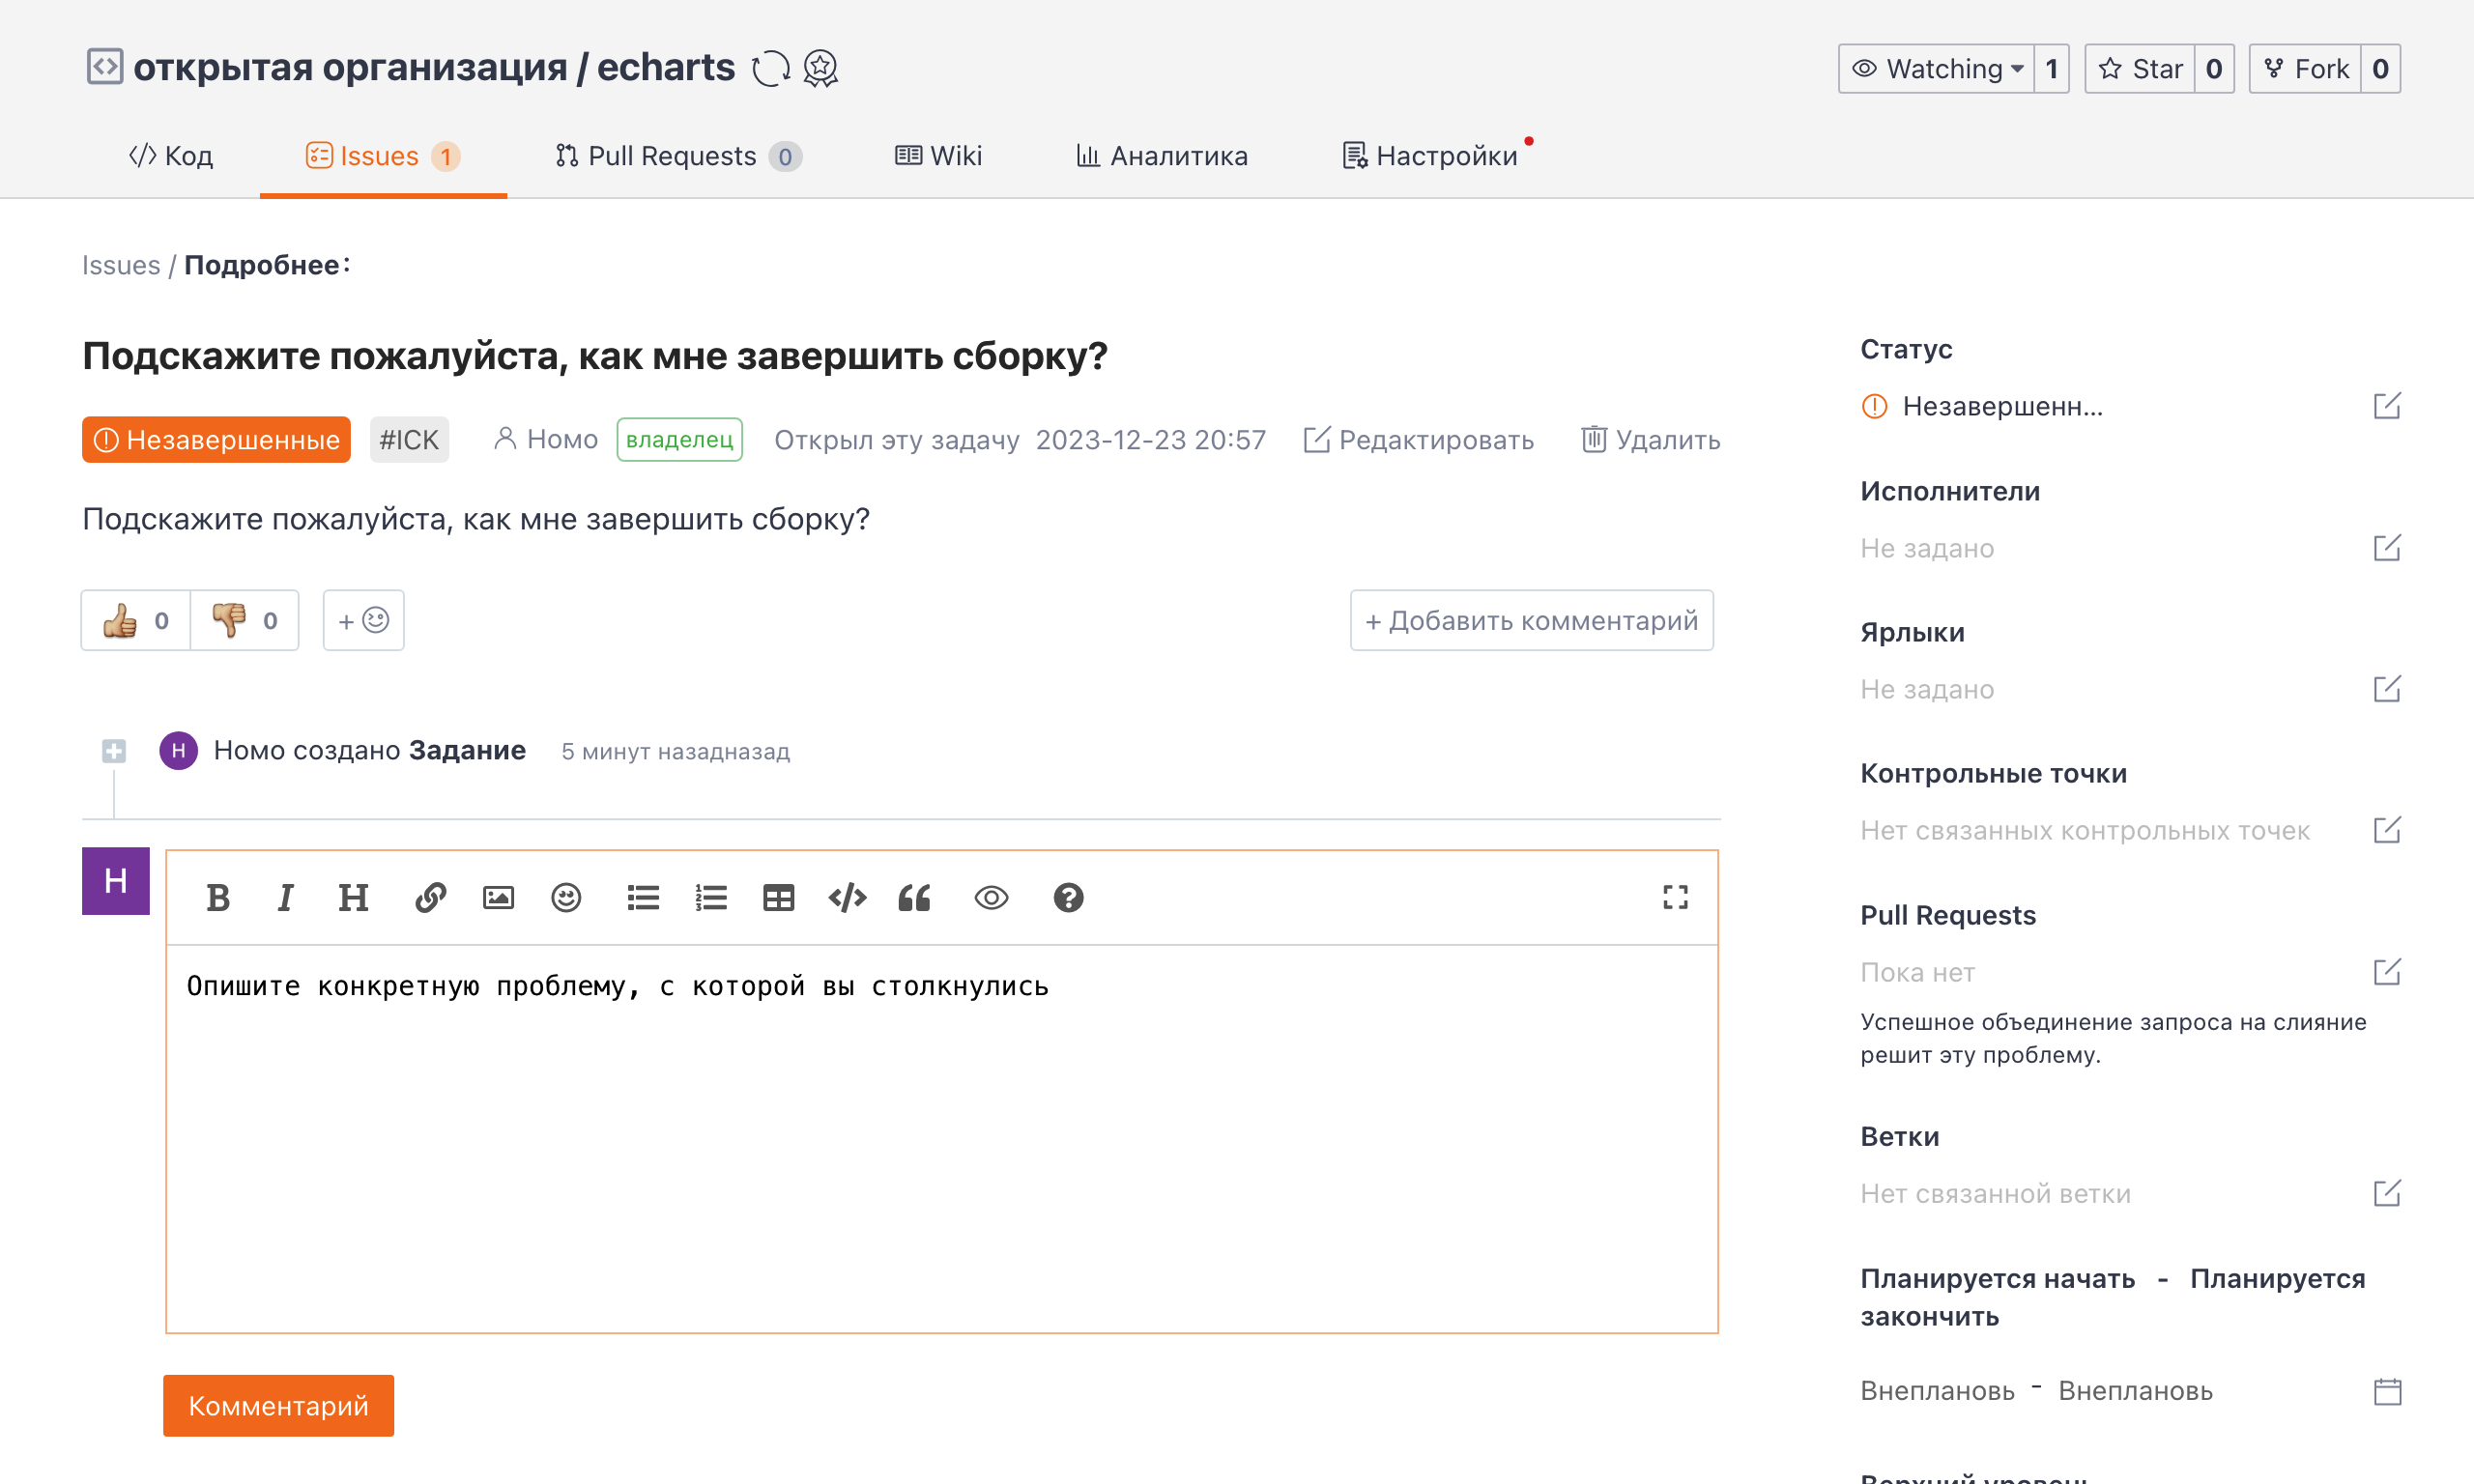 открытая организация / echarts
Watching 1
Star 0
Fork 0
Код
Issues 1
Pull Requests 0
Wiki
Аналитика
Настройки
Issues / Подробнее:
Подскажите пожалуйста, как мне завершить сборку?
Незавершенные #ICK Номо владелец Открыл эту задачу 2023-12-23 20:57 Редактировать Удалить
Подскажите пожалуйста, как мне завершить сборку?
0 0 +
+ Добавить комментарий
Н Номо создано Задание 5 минут назадназад
Н
B I H
Опишите конкретную проблему, с которой вы столкнулись
Комментарий
Статус
Незавершенн...
Исполнители
Не задано
Ярлыки
Не задано
Контрольные точки
Нет связанных контрольных точек
Pull Requests
Пока нет
Успешное объединение запроса на слияние
решит эту проблему.
Ветки
Нет связанной ветки
Планируется начать - Планируется
закончить
Внеплановь - Внеплановь